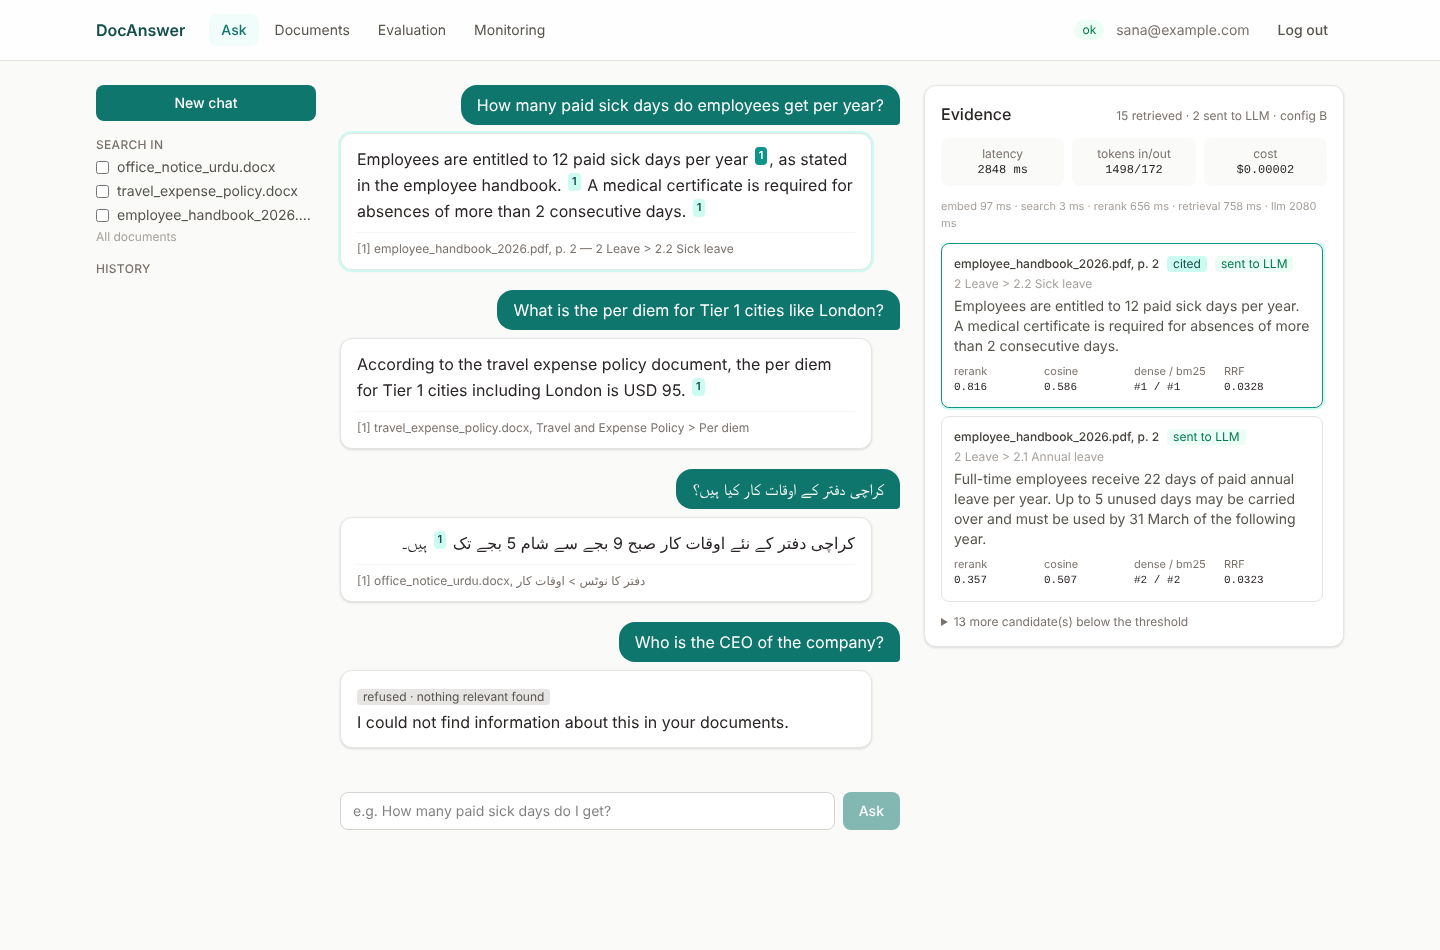 DocAnswer
Ask
Documents
Evaluation
Monitoring
ok
sana@example.com
Log out
New chat
SEARCH IN
office_notice_urdu.docx
travel_expense_policy.docx
employee_handbook_2026....
All documents
HISTORY
How many paid sick days do employees get per year?
Employees are entitled to 12 paid sick days per year 1, as stated
in the employee handbook. 1 A medical certificate is required for
absences of more than 2 consecutive days. 1
[1] employee_handbook_2026.pdf, p. 2 — 2 Leave > 2.2 Sick leave
What is the per diem for Tier 1 cities like London?
According to the travel expense policy document, the per diem
for Tier 1 cities including London is USD 95. 1
[1] travel_expense_policy.docx, Travel and Expense Policy > Per diem
کراچی دفتر کے اوقات کار کیا ہیں؟
کراچی دفتر کے نئے اوقات کار صبح 9 بجے سے شام 5 بجے تک 1 ہیں۔
[1] office_notice_urdu.docx, دفتر کا نوٹس > اوقات کار
Who is the CEO of the company?
refused · nothing relevant found
I could not find information about this in your documents.
e.g. How many paid sick days do I get?
Ask
Evidence
15 retrieved · 2 sent to LLM · config B
latency
2848 ms
tokens in/out
1498/172
cost
$0.00002
embed 97 ms · search 3 ms · rerank 656 ms · retrieval 758 ms · llm 2080
ms
employee_handbook_2026.pdf, p. 2 cited sent to LLM
2 Leave > 2.2 Sick leave
Employees are entitled to 12 paid sick days per year.
A medical certificate is required for absences of more
than 2 consecutive days.
rerank cosine dense / bm25 RRF
0.816 0.586 #1 / #1 0.0328
employee_handbook_2026.pdf, p. 2 sent to LLM
2 Leave > 2.1 Annual leave
Full-time employees receive 22 days of paid annual
leave per year. Up to 5 unused days may be carried
over and must be used by 31 March of the following
year.
rerank cosine dense / bm25 RRF
0.357 0.507 #2 / #2 0.0323
13 more candidate(s) below the threshold